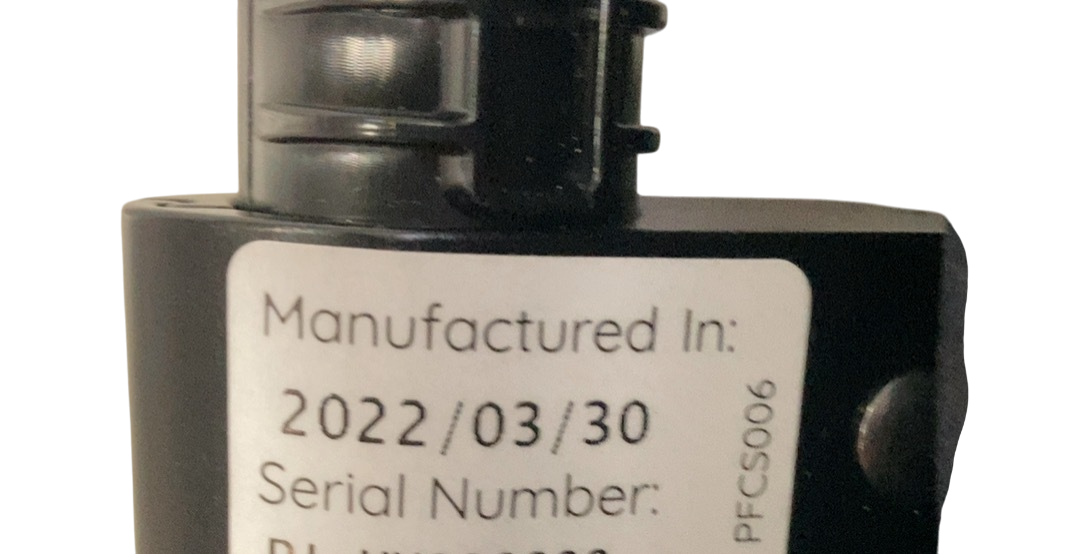 Manufactured In:
2022/03/30
Serial Number:
PFCS006